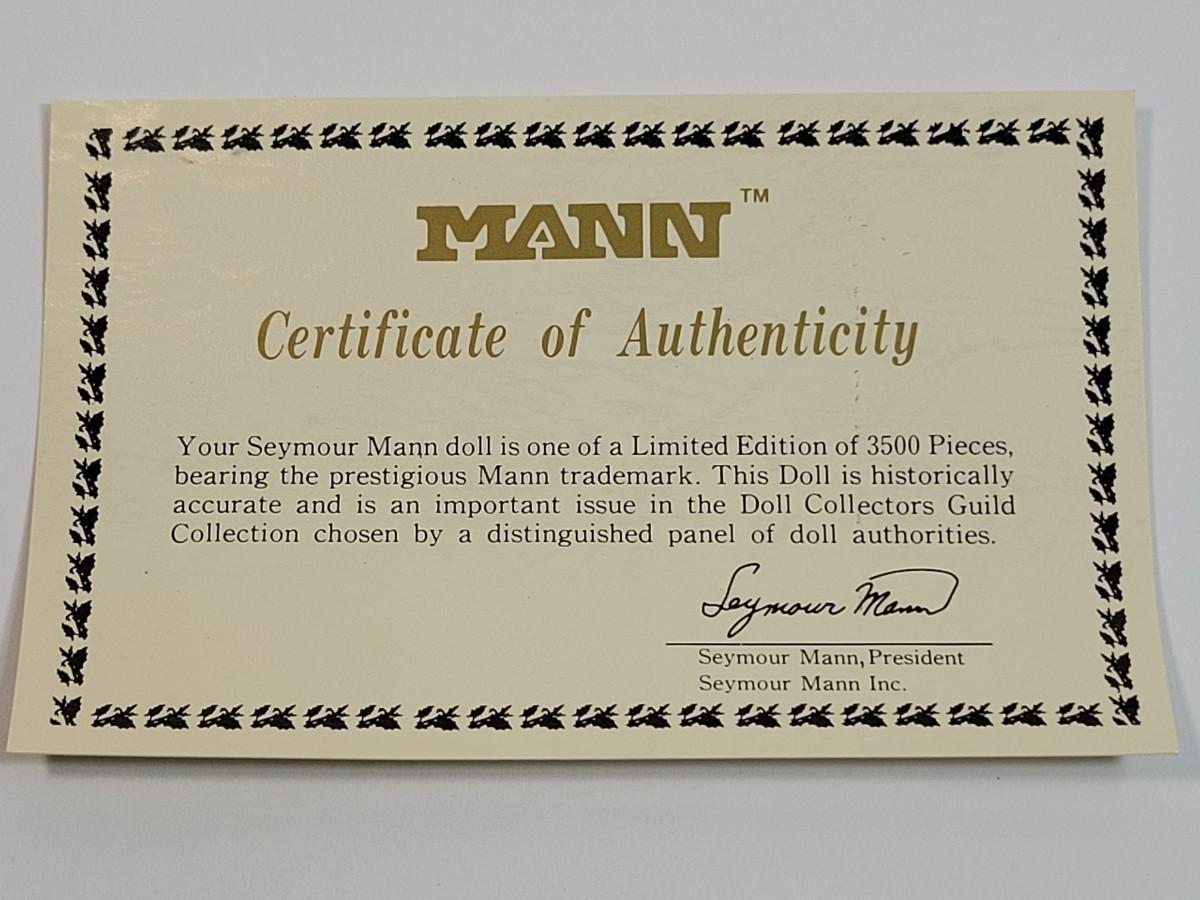 MANN™
Certificate of Authenticity
Your Seymour Mann doll is one of a Limited Edition of 3500 Pieces,
bearing the prestigious Mann trademark. This Doll is historically
accurate and is an important issue in the Doll Collectors Guild
Collection chosen by a distinguished panel of doll authorities.
Seymour Mann
Seymour Mann, President
Seymour Mann Inc.